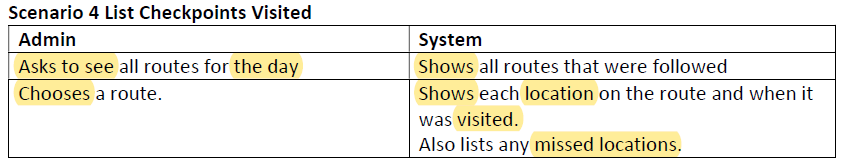 Scenario 4 List Checkpoints Visited
Admin System
Asks to see all routes for the day Shows all routes that were followed
Chooses a route. Shows each location on the route and when it
was visited.
Also lists any missed locations.